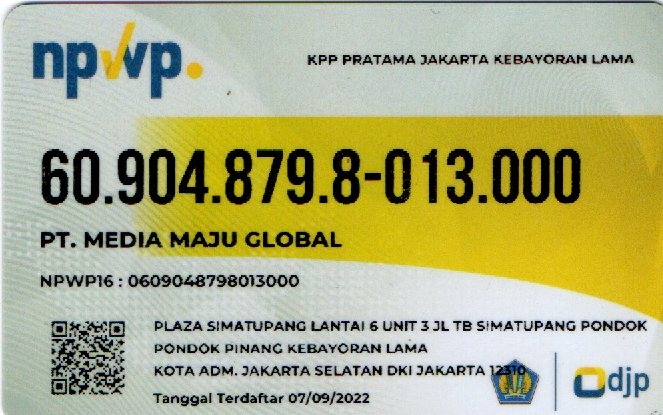 npwp.
KPP PRATAMA JAKARTA KEBAYORAN LAMA
60.904.879.8-013.000
PT. MEDIA MAJU GLOBAL
NPWP16 : 0609048798013000
PLAZA SIMATUPANG LANTAI 6 UNIT 3 JL TB SIMATUPANG PONDOK
PONDOK PINANG KEBAYORAN LAMA
KOTA ADM. JAKARTA SELATAN DKI JAKARTA 12310
Tanggal Terdaftar 07/09/2022
djp